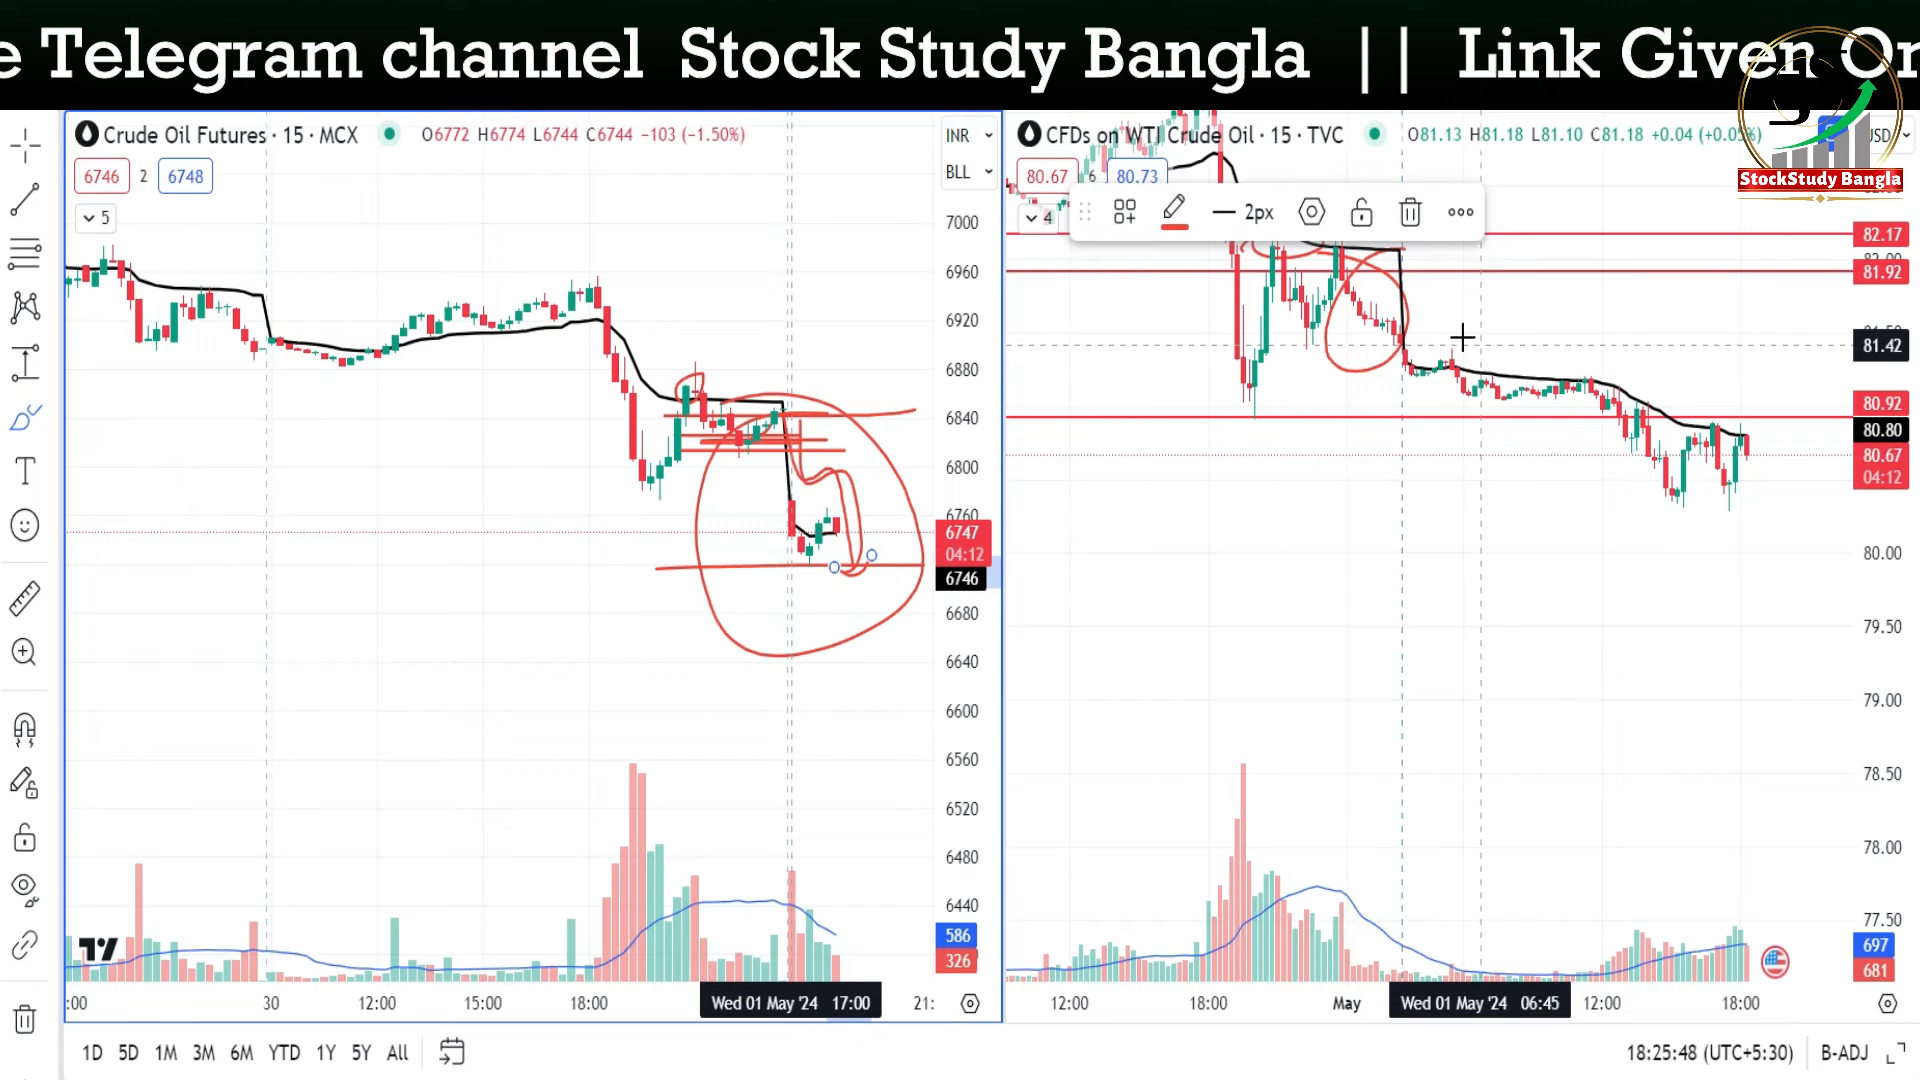 e Telegram channel Stock Study Bangla || Link Given On
StockStudy Bangla
Crude Oil Futures · 15 · MCX O6772 H6774 L6744 C6744 −103 (−1.50%)
INR
6746 2 6748
BLL
5
7000
6960
6920
6880
6840
6800
6760
6747
04:12
6746
6680
6640
6600
6560
6520
6480
6440
586
326
:00 30 12:00 15:00 18:00 Wed 01 May '24 17:00 21:
CFDs on WTI Crude Oil · 15 · TVC O81.13 H81.18 L81.10 C81.18 +0.04 (+0.05%)
USD
80.67 6 80.73
4
2px
82.17
82.00
81.92
81.42
80.92
80.80
80.67
04:12
80.00
79.50
79.00
78.50
78.00
77.50
697
681
12:00 18:00 May Wed 01 May '24 06:45 12:00 18:00
1D 5D 1M 3M 6M YTD 1Y 5Y All
18:25:48 (UTC+5:30) B-ADJ